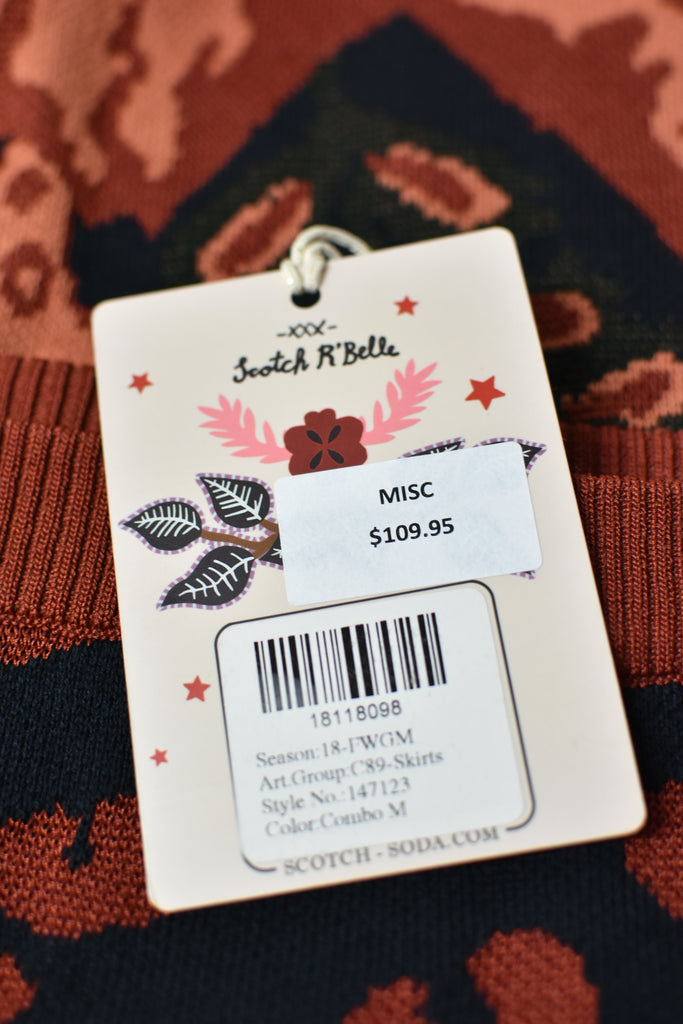 -XXX-
Scotch R'Belle
MISC
$109.95
18118098
Season:18-FWGM
Art.Group:C89-Skirts
Style No.:147123
Color:Combo M
SCOTCH - SODA.COM